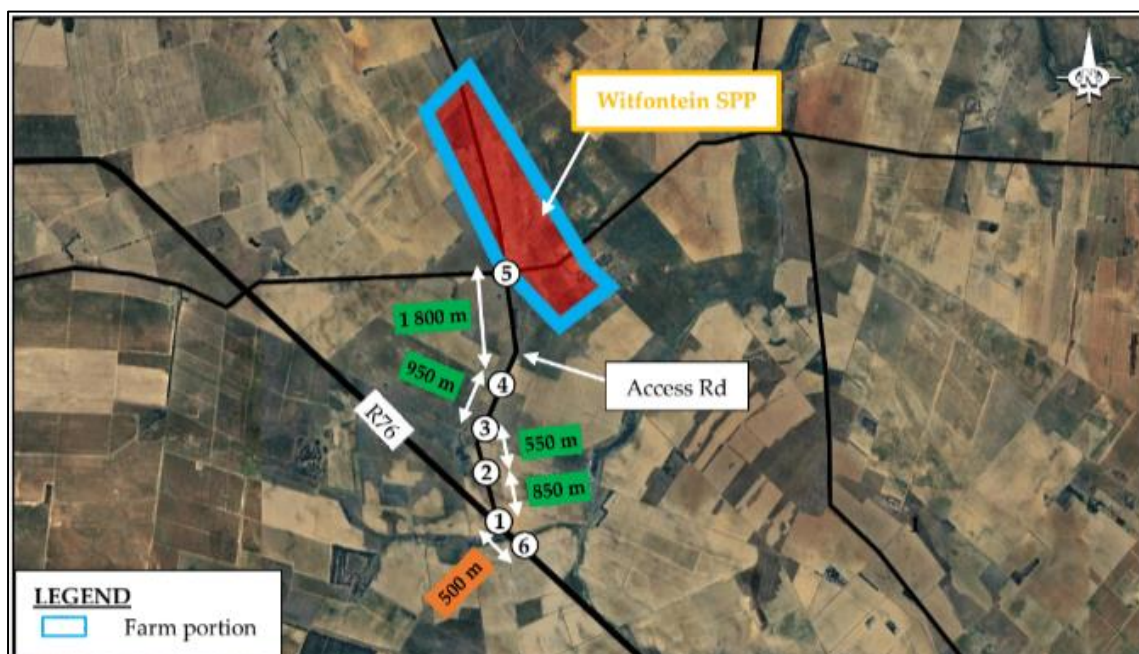 N
Witfontein SPP
5
1 800 m
950 m
4
Access Rd
R76
3
550 m
2
850 m
1
6
500 m
LEGEND
Farm portion